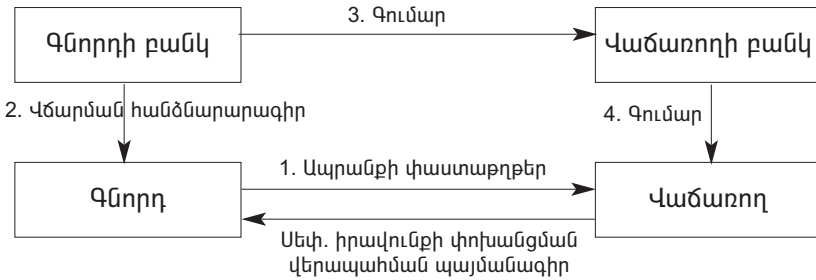 3. Գումար
Գնորդի բանկ
Վաճառողի բանկ
2. Վճարման հանձնարարագիր
4. Գումար
1. Ապրանքի փաստաթղթեր
Գնորդ
Վաճառող
Սեփ. իրավունքի փոխանցման
վերապահման պայմանագիր